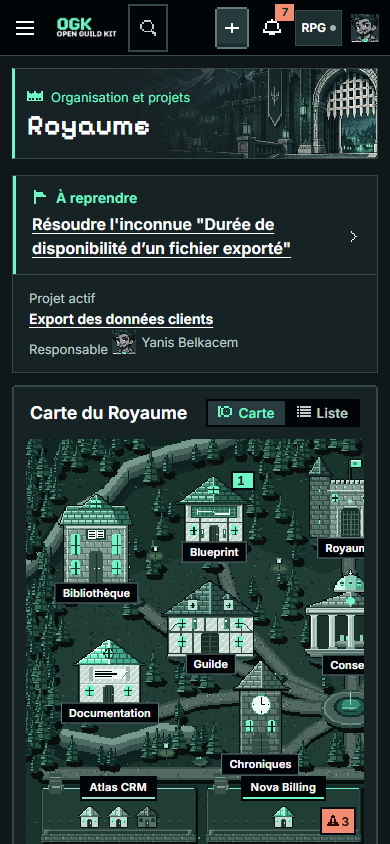 OGK
OPEN GUILD KIT
7
RPG
Organisation et projets
Royaume
À reprendre
Résoudre l'inconnue "Durée de
disponibilité d’un fichier exporté"
Projet actif
Export des données clients
Responsable Yanis Belkacem
Carte du Royaume
Carte
Liste
1
Blueprint
Royaum
Bibliothèque
Guilde
Conse
Documentation
Chroniques
Atlas CRM
Nova Billing
3